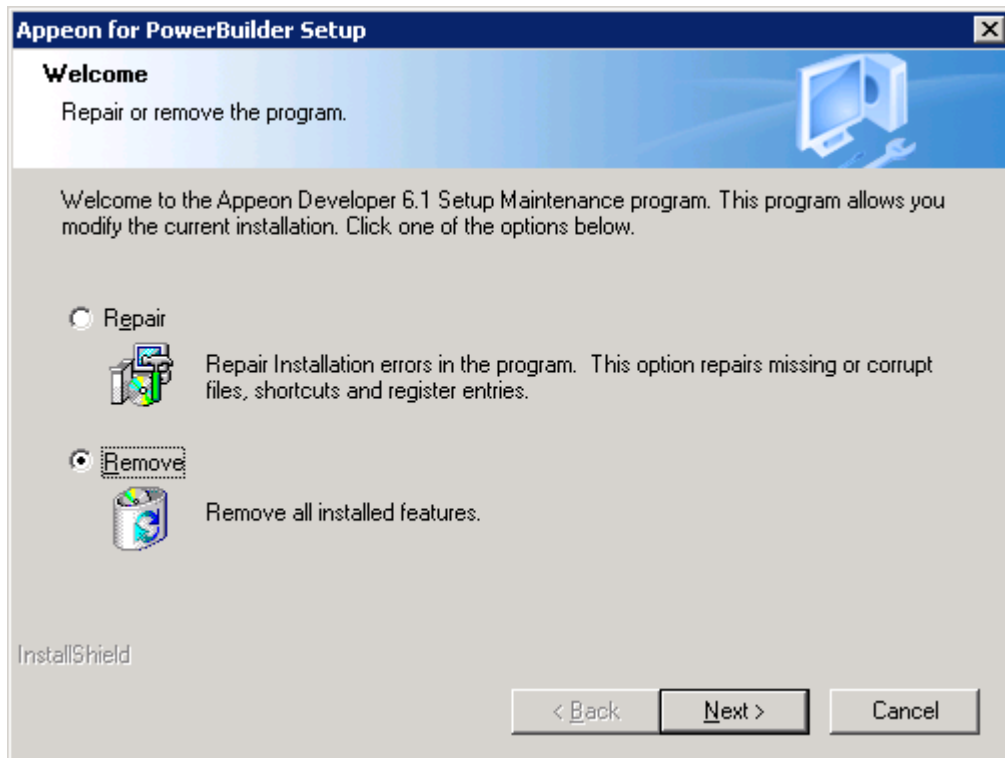 Appeon for PowerBuilder Setup
Welcome
Repair or remove the program.
Welcome to the Appeon Developer 6.1 Setup Maintenance program. This program allows you
modify the current installation. Click one of the options below.
Repair
Repair Installation errors in the program. This option repairs missing or corrupt
files, shortcuts and register entries.
Remove
Remove all installed features.
InstallShield
< Back
Next >
Cancel